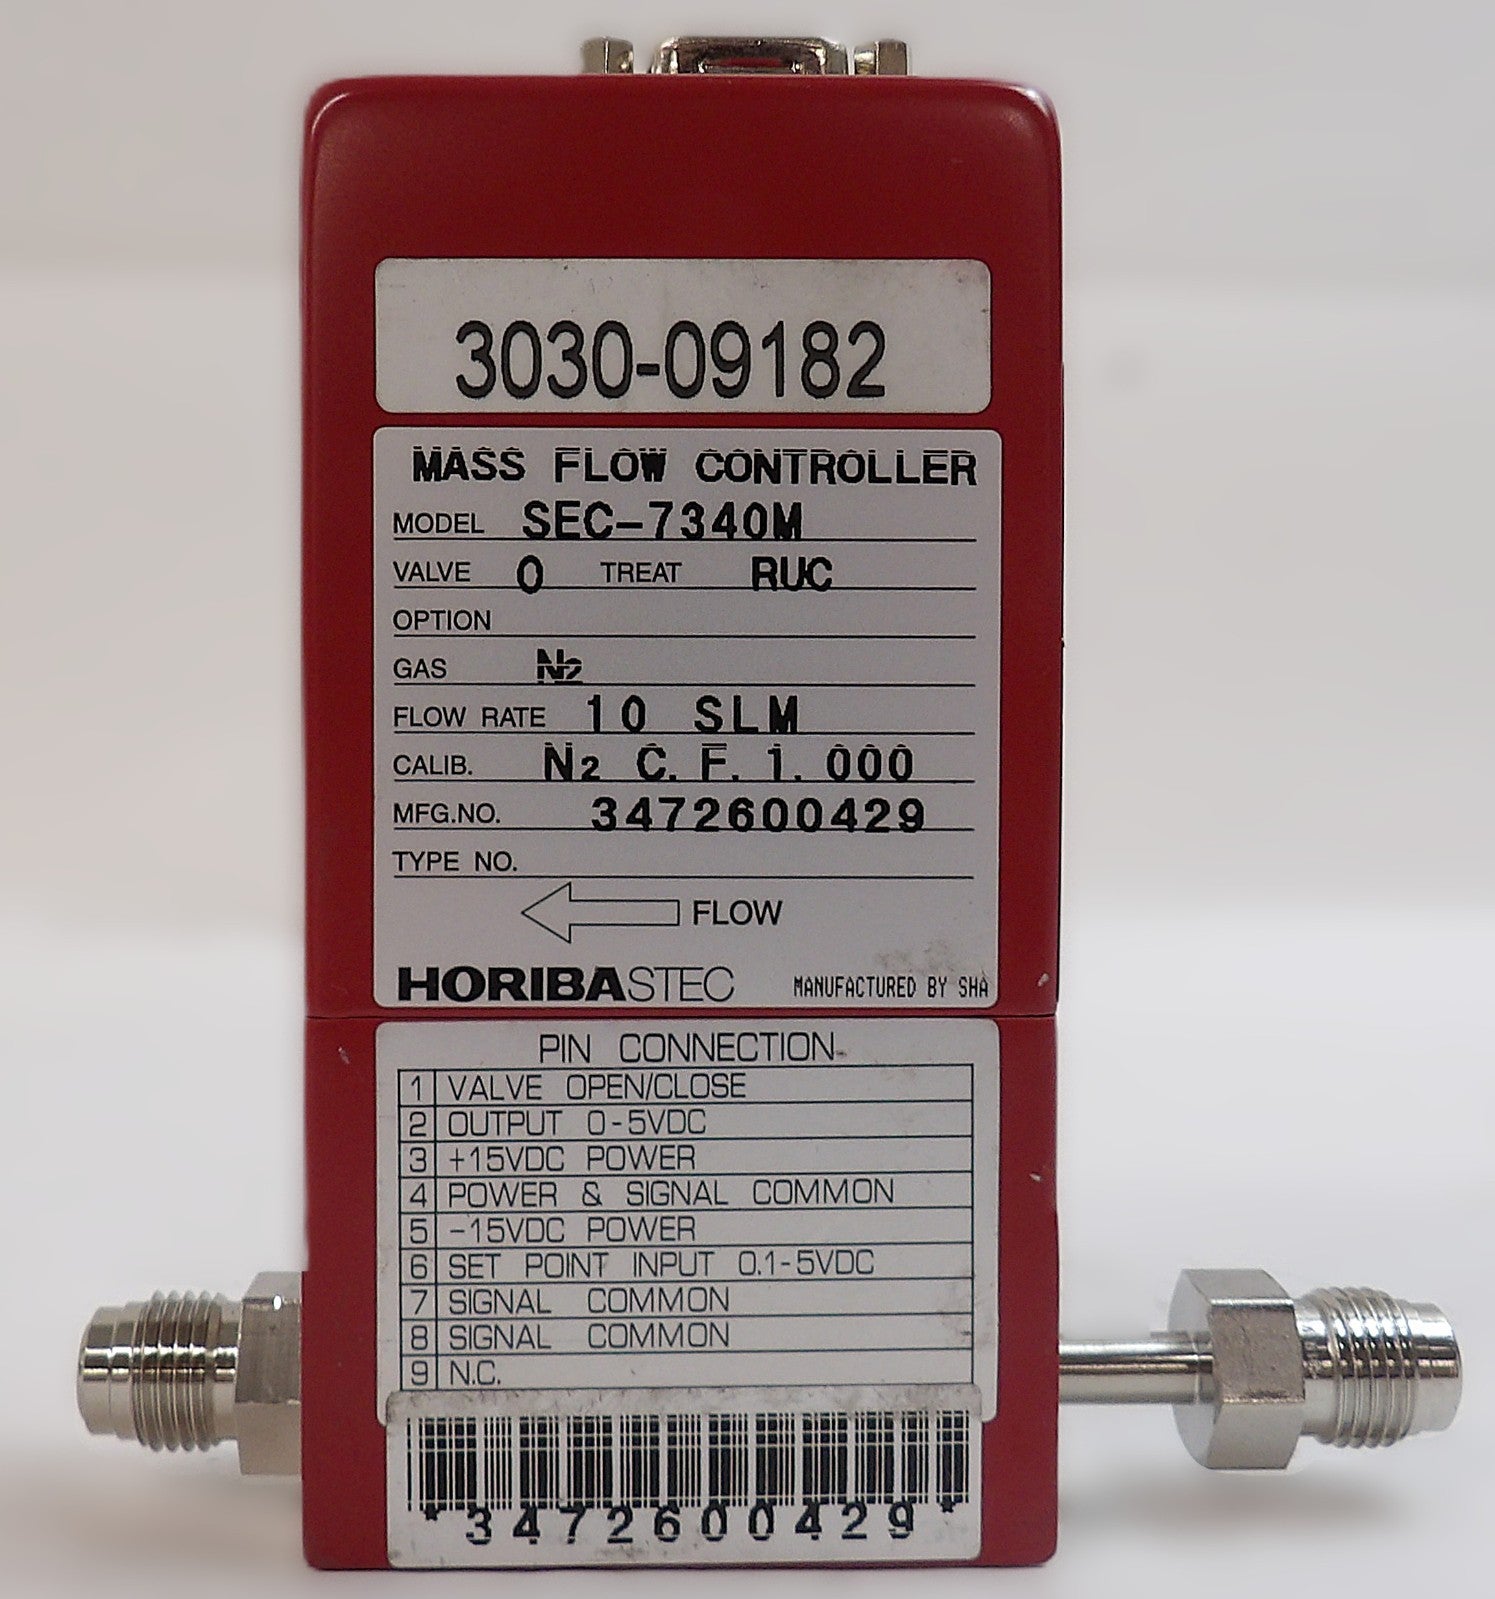 3030-09182
MASS FLOW CONTROLLER
MODEL SEC-7340M
VALVE O TREAT RUC
OPTION
GAS N2
FLOW RATE 10 SLM
CALIB. N2 C.F.1.000
MFG.NO. 3472600429
TYPE NO.
FLOW
HORIBASTEC MANUFACTURED BY SHA
PIN CONNECTION
1 VALVE OPEN/CLOSE
2 OUTPUT 0-5VDC
3 +15VDC POWER
4 POWER & SIGNAL COMMON
5 -15VDC POWER
6 SET POINT INPUT 0.1-5VDC
7 SIGNAL COMMON
8 SIGNAL COMMON
9 N.C.
*3472600429*